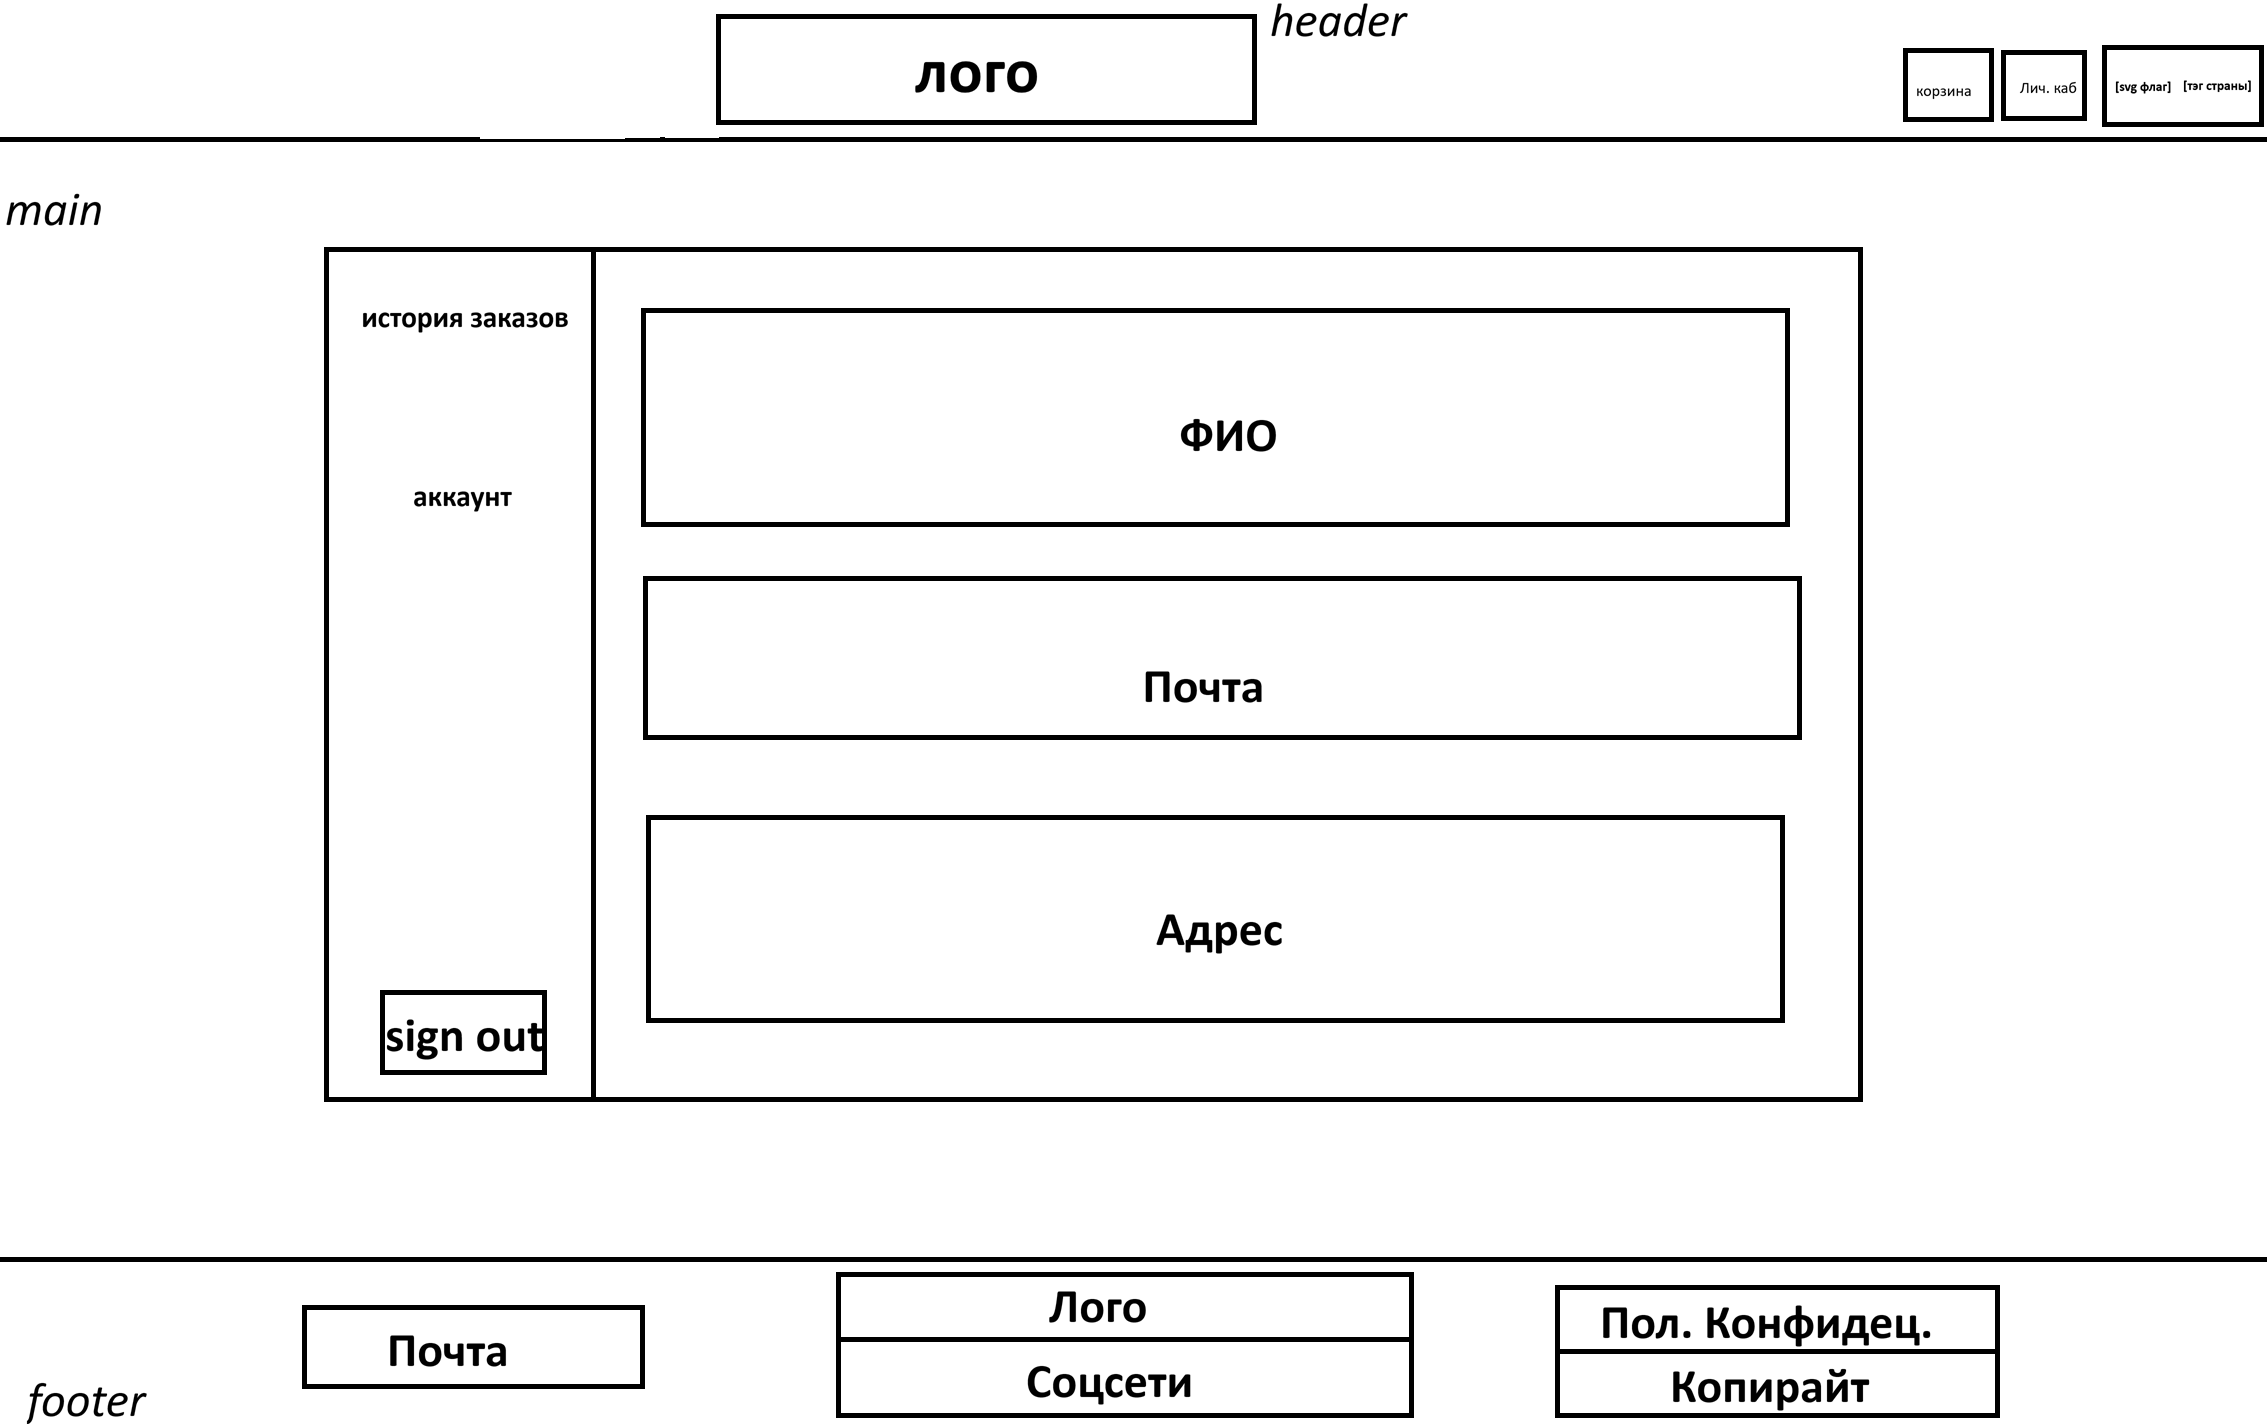 header
лого
корзина
Лич. каб
[svg флаг] [тэг страны]
main
история заказов
аккаунт
sign out
ФИО
Почта
Адрес
Почта
Лого
Соцсети
Пол. Конфидец.
Копирайт
footer